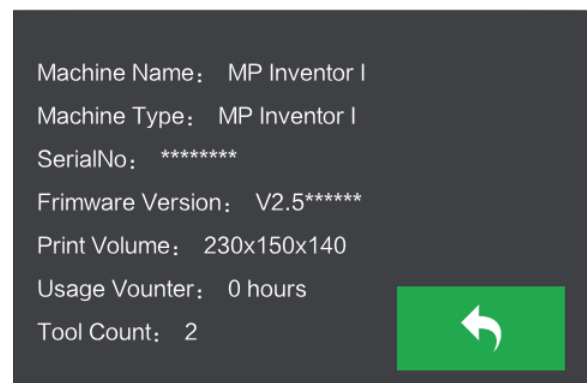 Machine Name： MP Inventor I
Machine Type： MP Inventor I
SerialNo： ********
Frimware Version： V2.5******
Print Volume： 230x150x140
Usage Vounter： 0 hours
Tool Count： 2